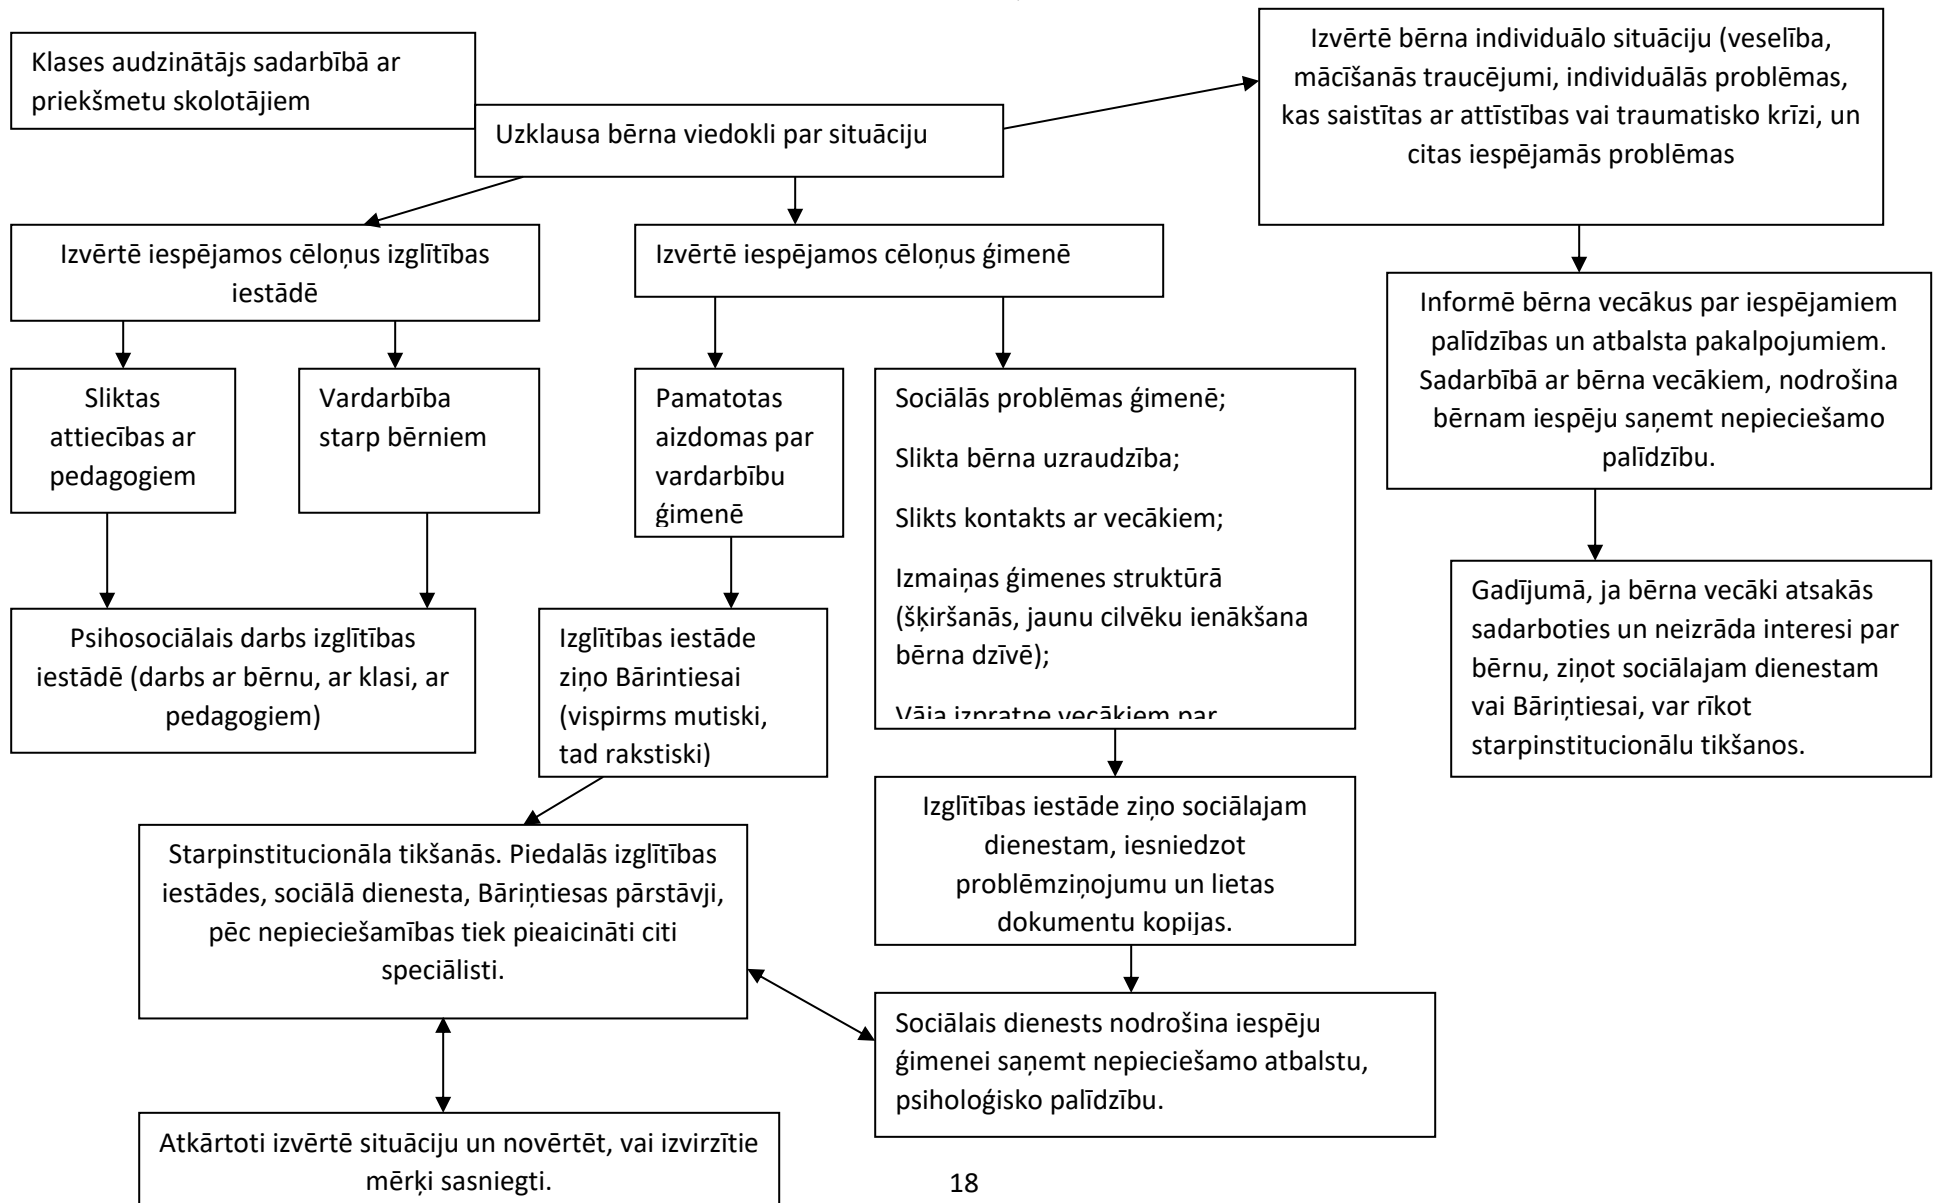 Klases audzinātājs sadarbībā ar
priekšmetu skolotājiem
Uzklausa bērna viedokli par situāciju
Izvērtē bērna individuālo situāciju (veselība,
mācīšanās traucējumi, individuālās problēmas,
kas saistītas ar attīstības vai traumatisko krīzi, un
citas iespējamās problēmas
Izvērtē iespējamos cēloņus izglītības
iestādē
Izvērtē iespējamos cēloņus ģimenē
Informē bērna vecākus par iespējamiem
palīdzības un atbalsta pakalpojumiem.
Sadarbībā ar bērna vecākiem, nodrošina
bērnam iespēju saņemt nepieciešamo
palīdzību.
Sliktas
attiecības ar
pedagogiem
Vardarbība
starp bērniem
Pamatotas
aizdomas par
vardarbību
ģimenē
Sociālās problēmas ģimenē;
Slikta bērna uzraudzība;
Slikts kontakts ar vecākiem;
Izmaiņas ģimenes struktūrā
(šķiršanās, jaunu cilvēku ienākšana
bērna dzīvē);
Vāja izpratne vecākiem par
Gadījumā, ja bērna vecāki atsakās
sadarboties un neizrāda interesi par
bērnu, ziņot sociālajam dienestam
vai Bāriņtiesai, var rīkot
starpinstitucionālu tikšanos.
Psihosociālais darbs izglītības
iestādē (darbs ar bērnu, ar klasi, ar
pedagogiem)
Izglītības iestāde
ziņo Bārintiesai
(vispirms mutiski,
tad rakstiski)
Izglītības iestāde ziņo sociālajam
dienestam, iesniedzot
problēmziņojumu un lietas
dokumentu kopijas.
Starpinstitucionāla tikšanās. Piedalās izglītības
iestādes, sociālā dienesta, Bāriņtiesas pārstāvji,
pēc nepieciešamības tiek pieaicināti citi
speciālisti.
Sociālais dienests nodrošina iespēju
ģimenei saņemt nepieciešamo atbalstu,
psiholoģisko palīdzību.
Atkārtoti izvērtē situāciju un novērtēt, vai izvirzītie
mērķi sasniegti.
18